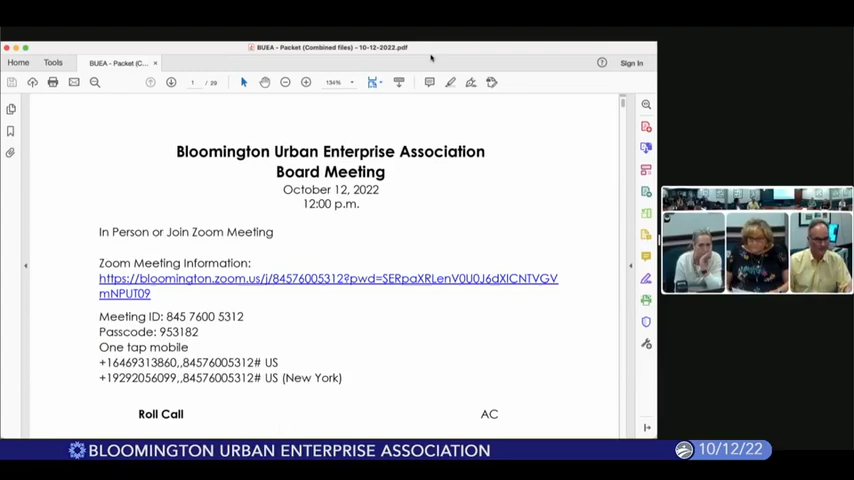 BUEA - Packet (Combined files) - 10-12-2022.pdf
Home Tools BUEA - Packet (C... × Sign In
1 / 29 134%
Bloomington Urban Enterprise Association
Board Meeting
October 12, 2022
12:00 p.m.
In Person or Join Zoom Meeting
Zoom Meeting Information:
https://bloomington.zoom.us/j/84576005312?pwd=SERpaXRLenV0U0J6dXlCNTVGV
mNPUT09
Meeting ID: 845 7600 5312
Passcode: 953182
One tap mobile
+16469313860,,84576005312# US
+19292056099,,84576005312# US (New York)
Roll Call AC
BLOOMINGTON URBAN ENTERPRISE ASSOCIATION 10/12/22